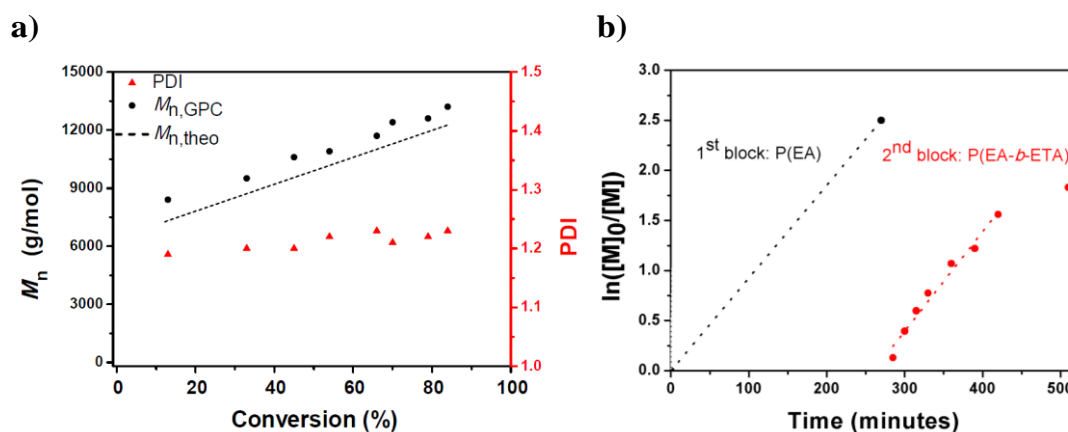 a)
15000
12000
9000
6000
3000
0
PDI
Mn,GPC
Mn,theo
Mn (g/mol)
0 20 40 60 80 100
Conversion (%)
1.5
1.4
1.3
1.2
1.1
1.0
PDI
b)
3.0
2.5
2.0
1.5
1.0
0.5
0.0
ln([M]0/[M])
1st block: P(EA)
2nd block: P(EA-b-ETA)
0 100 200 300 400 500
Time (minutes)